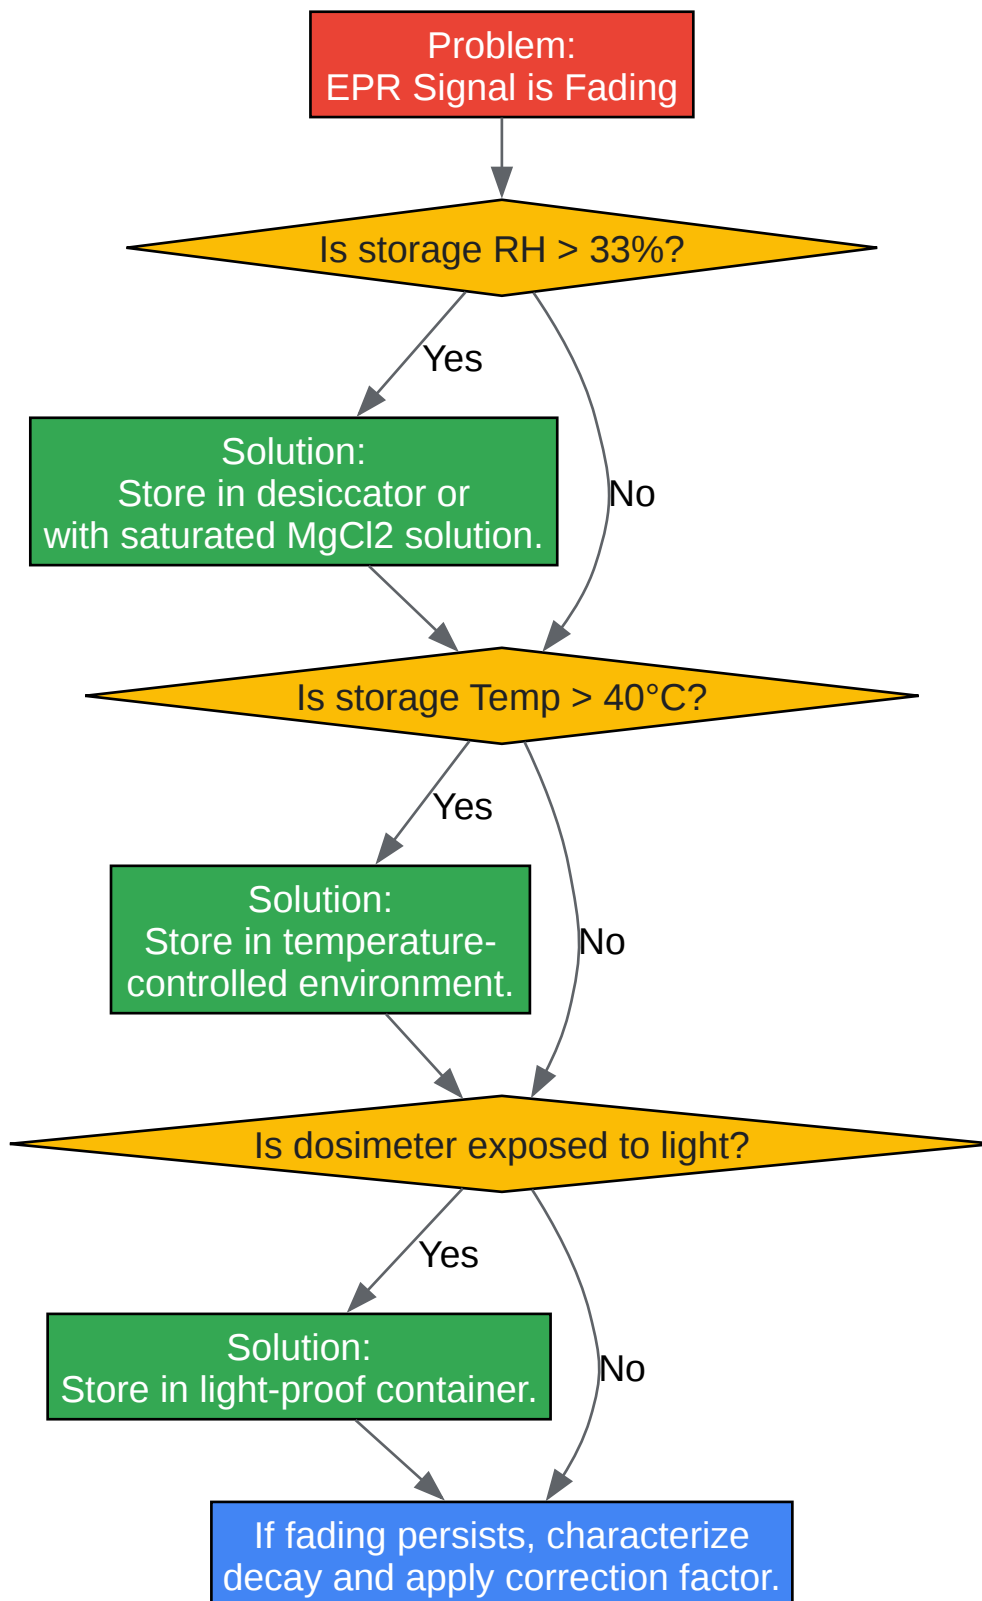 Problem:
EPR Signal is Fading
Is storage RH > 33%?
Yes
Solution:
Store in desiccator or
with saturated MgCl2 solution.
No
Is storage Temp > 40°C?
Yes
Solution:
Store in temperature-
controlled environment.
No
Is dosimeter exposed to light?
Yes
Solution:
Store in light-proof container.
No
If fading persists, characterize
decay and apply correction factor.